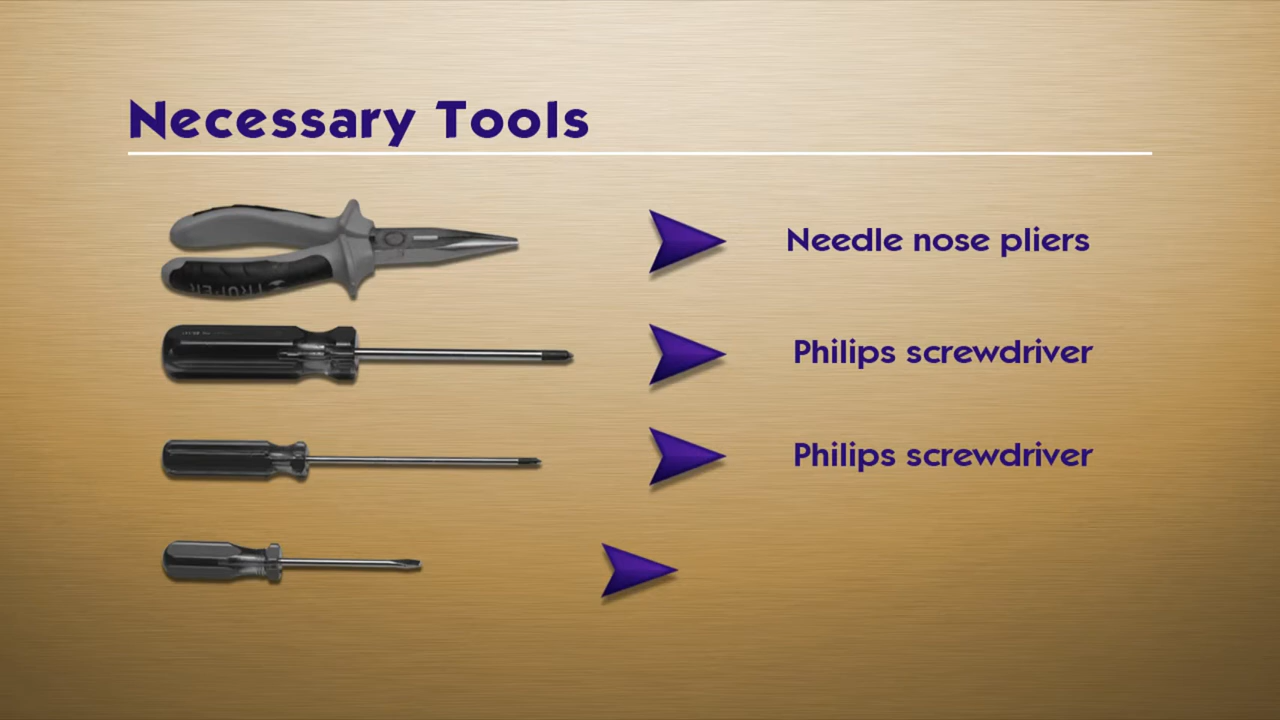 Necessary Tools
Needle nose pliers
Philips screwdriver
Philips screwdriver